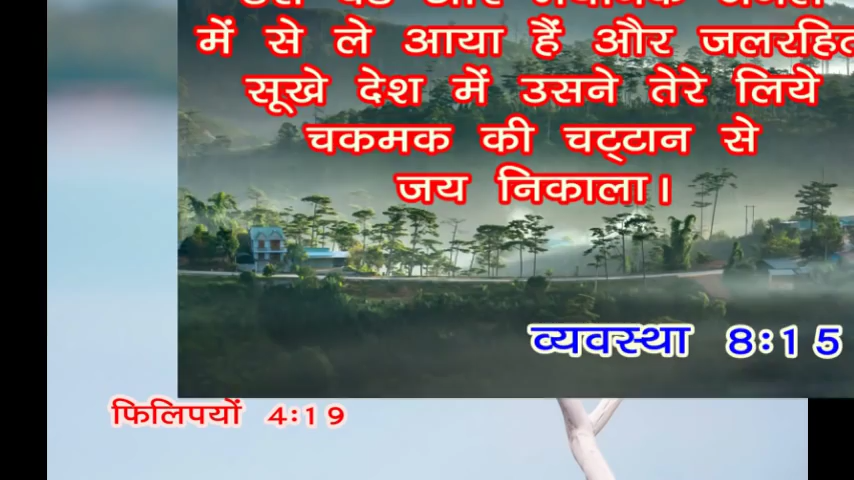 में से ले आया हैं और जलरहित
सूखे देश में उसने तेरे लिये
चकमक की चट्टान से
जय निकाला।
व्यवस्था 8:15
फिलिपयों 4:19